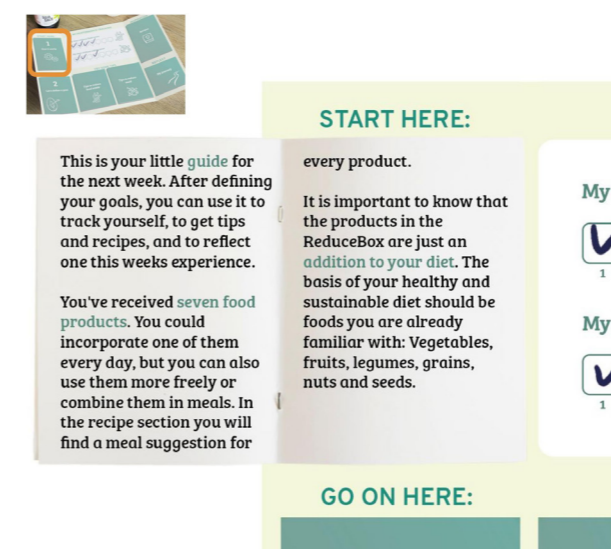 START HERE:
This is your little guide for
the next week. After defining
your goals, you can use it to
track yourself, to get tips
and recipes, and to reflect
one this weeks experience.
You've received seven food
products. You could
incorporate one of them
every day, but you can also
use them more freely or
combine them in meals. In
the recipe section you will
find a meal suggestion for
every product.
It is important to know that
the products in the
ReduceBox are just an
addition to your diet. The
basis of your healthy and
sustainable diet should be
foods you are already
familiar with: Vegetables,
fruits, legumes, grains,
nuts and seeds.
My
1
My
1
GO ON HERE: